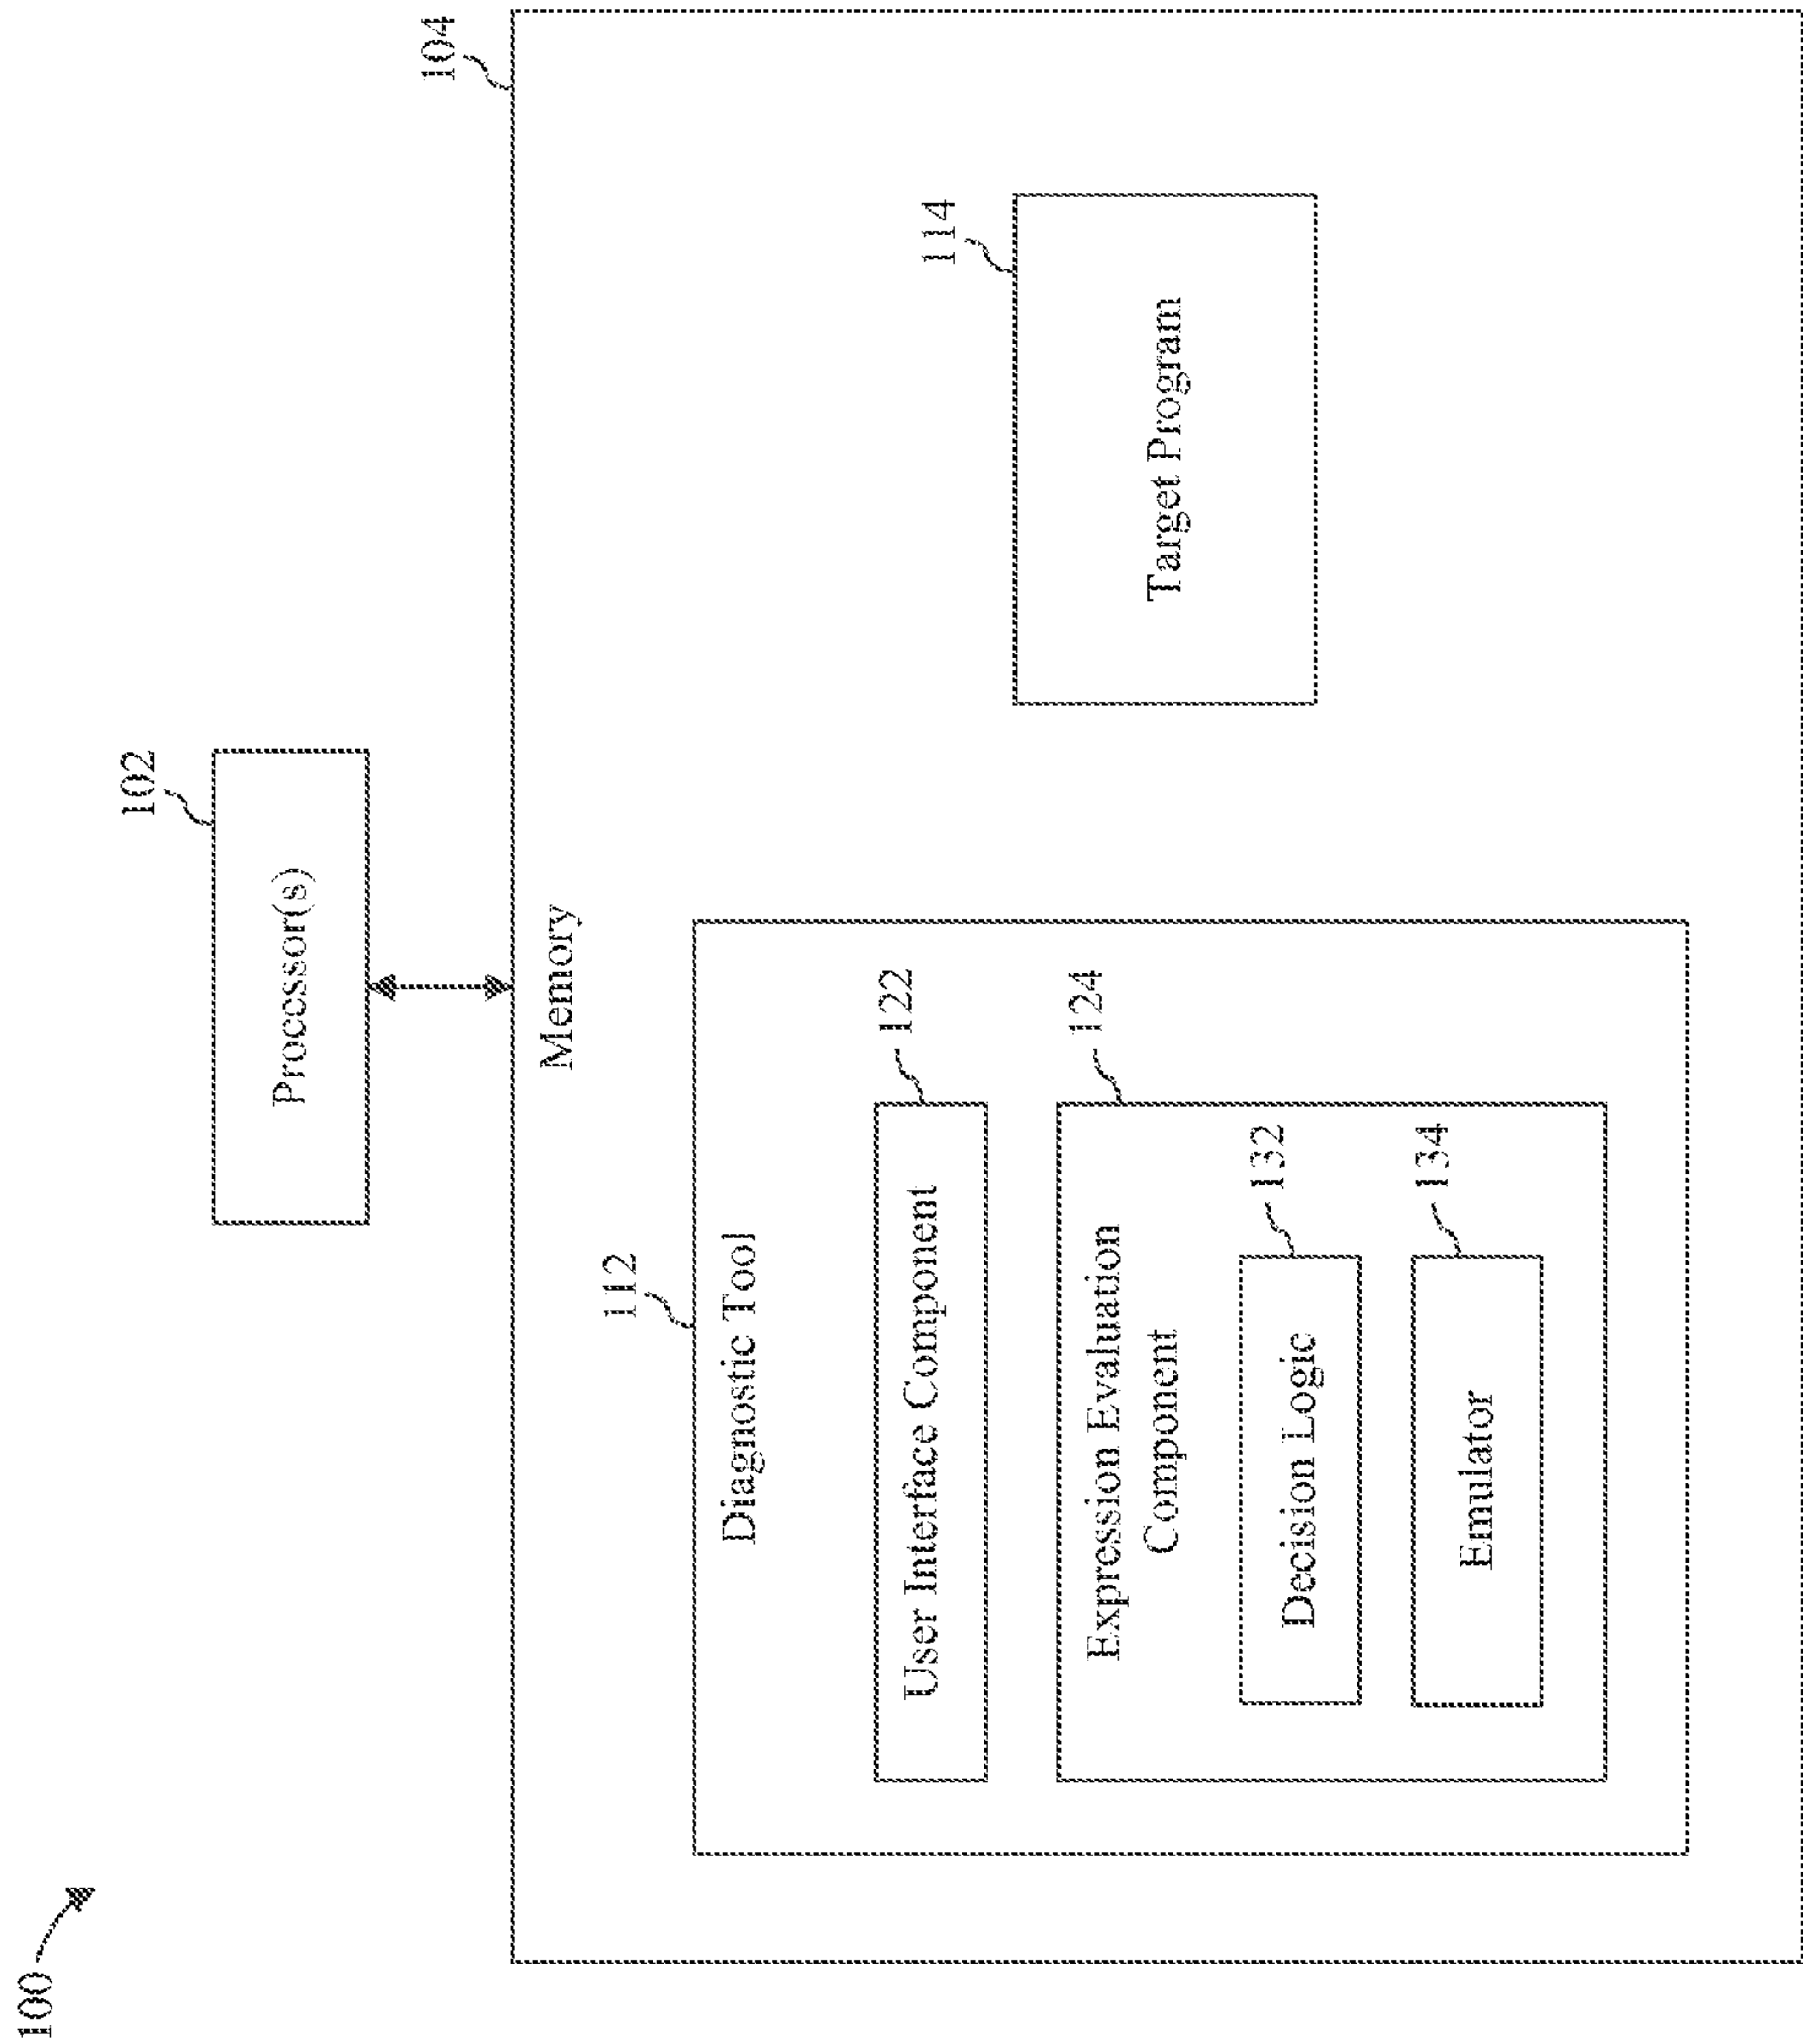 100
102
Processor(s)
104
Memory
112
Diagnostic Tool
122
User Interface Component
124
Expression Evaluation
Component
132
Decision Logic
134
Emulator
114
Target Program